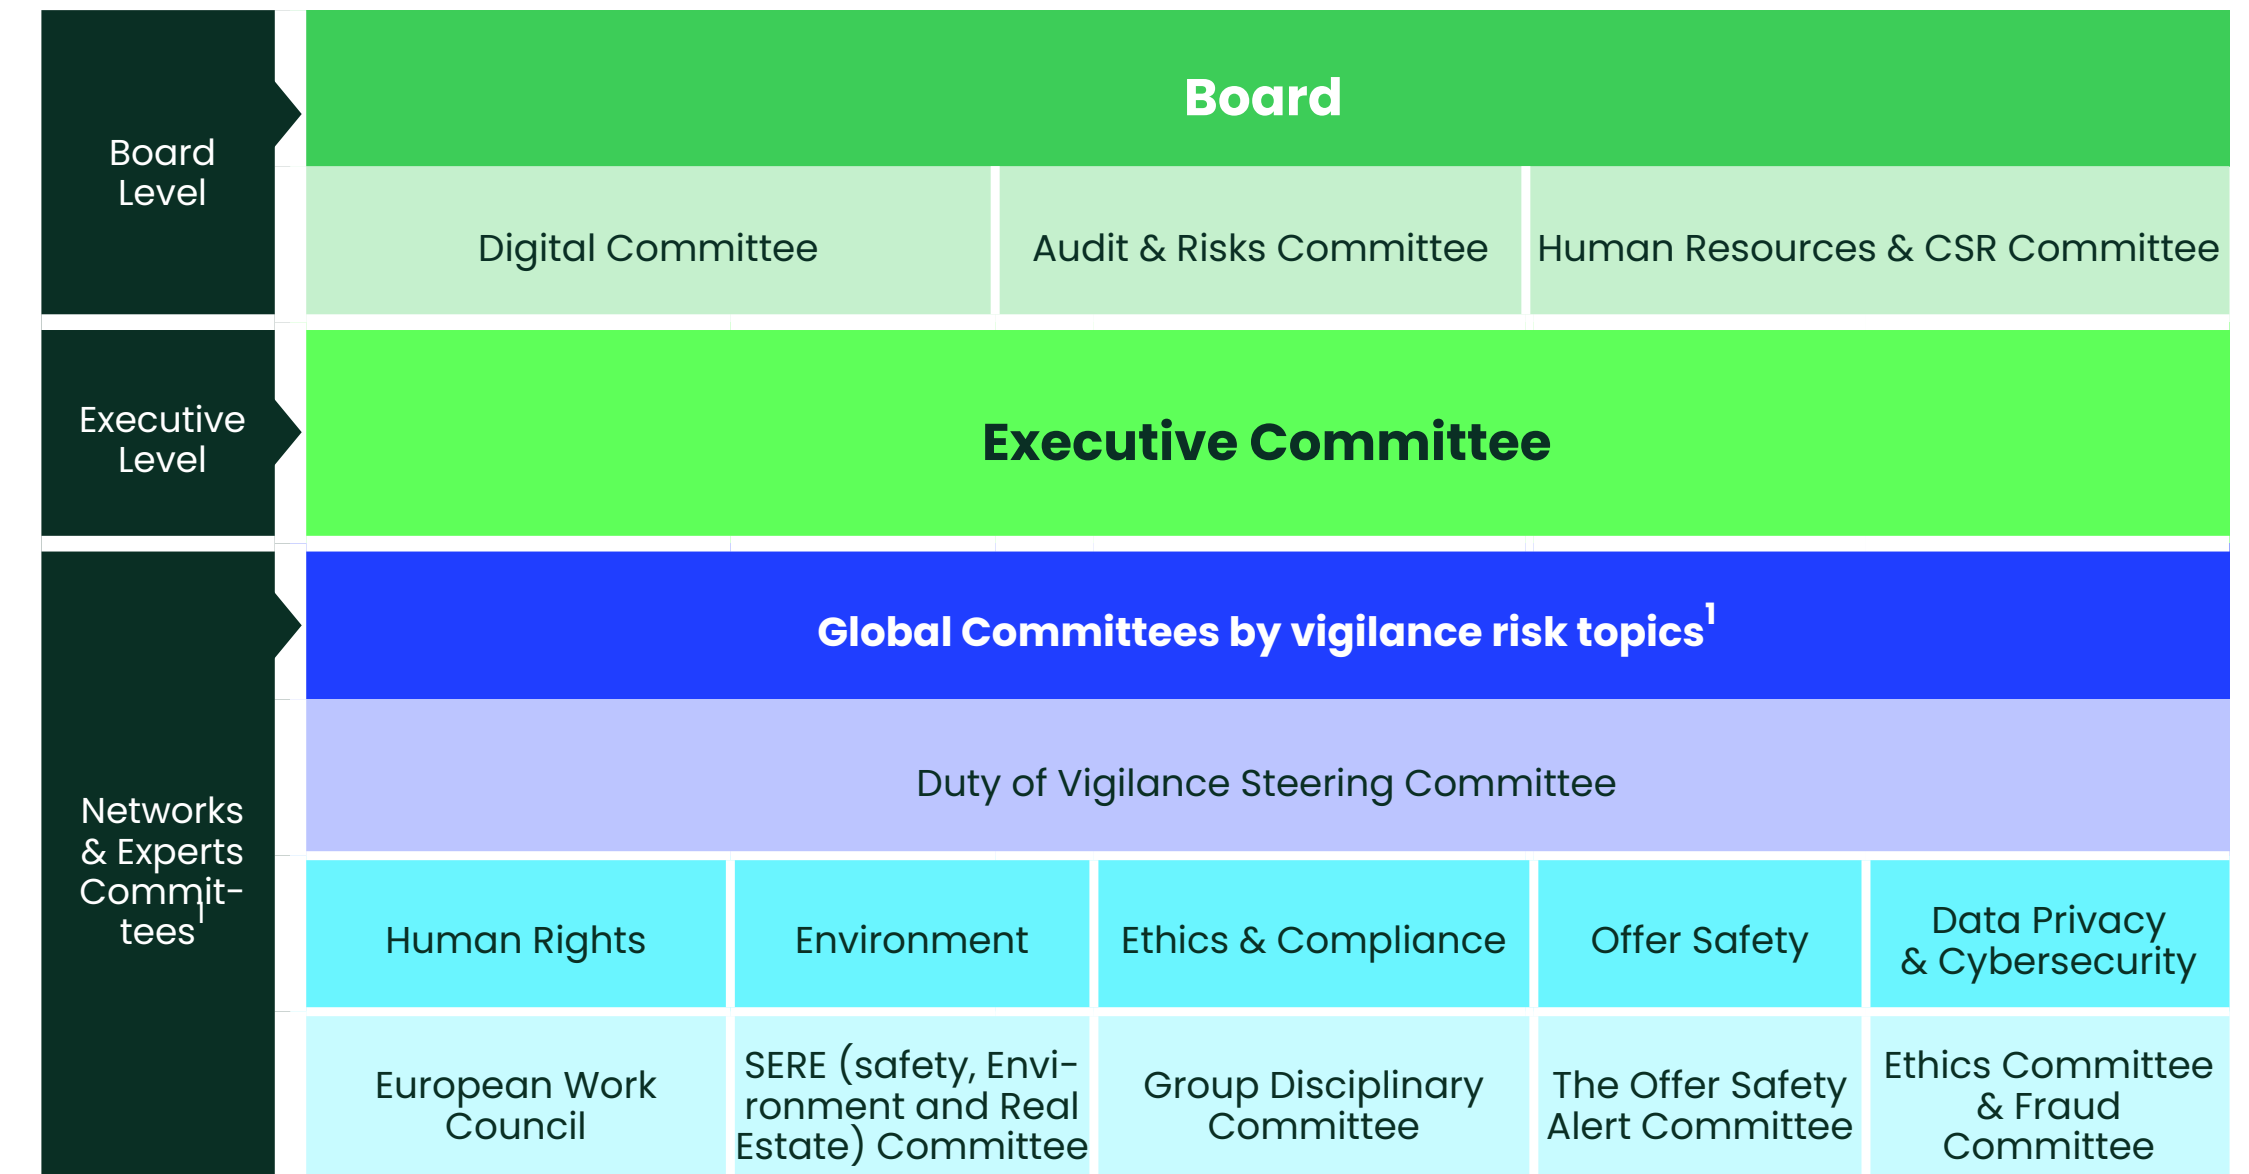 Board
Level
Board
Digital Committee
Audit & Risks Committee
Human Resources & CSR Committee
Executive
Level
Executive Committee
Networks
& Experts
Commit-
tees1
Global Committees by vigilance risk topics1
Duty of Vigilance Steering Committee
Human Rights
Environment
Ethics & Compliance
Offer Safety
Data Privacy
& Cybersecurity
European Work
Council
SERE (safety, Envi-
ronment and Real
Estate) Committee
Group Disciplinary
Committee
The Offer Safety
Alert Committee
Ethics Committee
& Fraud
Committee